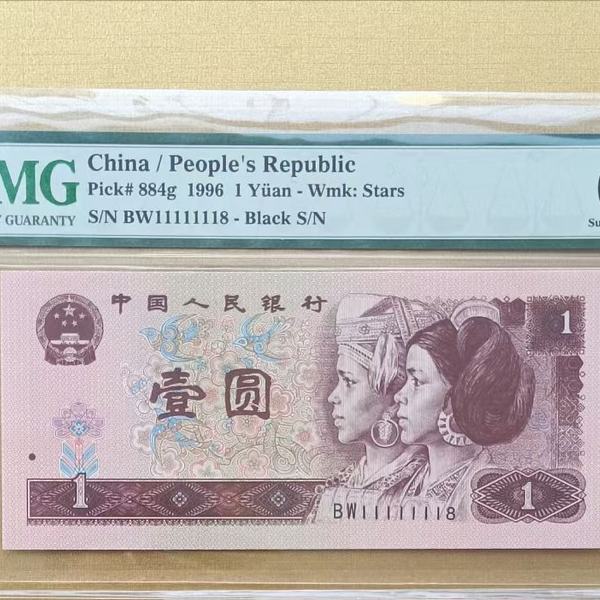 MG
China / People's Republic
Pick# 884g 1996 1 Yüan - Wmk: Stars
GUARANTY
S/N BW11111118 - Black S/N
Su
中国人民银行
1
壹圆
1
1
BW11111118